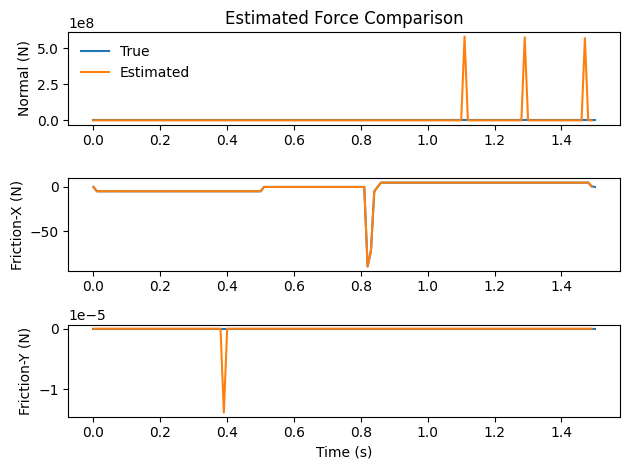 Estimated Force Comparison
1e8
Normal (N)
5.0
2.5
0.0
True
Estimated
0.0 0.2 0.4 0.6 0.8 1.0 1.2 1.4
Friction-X (N)
0
−50
0.0 0.2 0.4 0.6 0.8 1.0 1.2 1.4
1e−5
Friction-Y (N)
0
−1
0.0 0.2 0.4 0.6 0.8 1.0 1.2 1.4
Time (s)